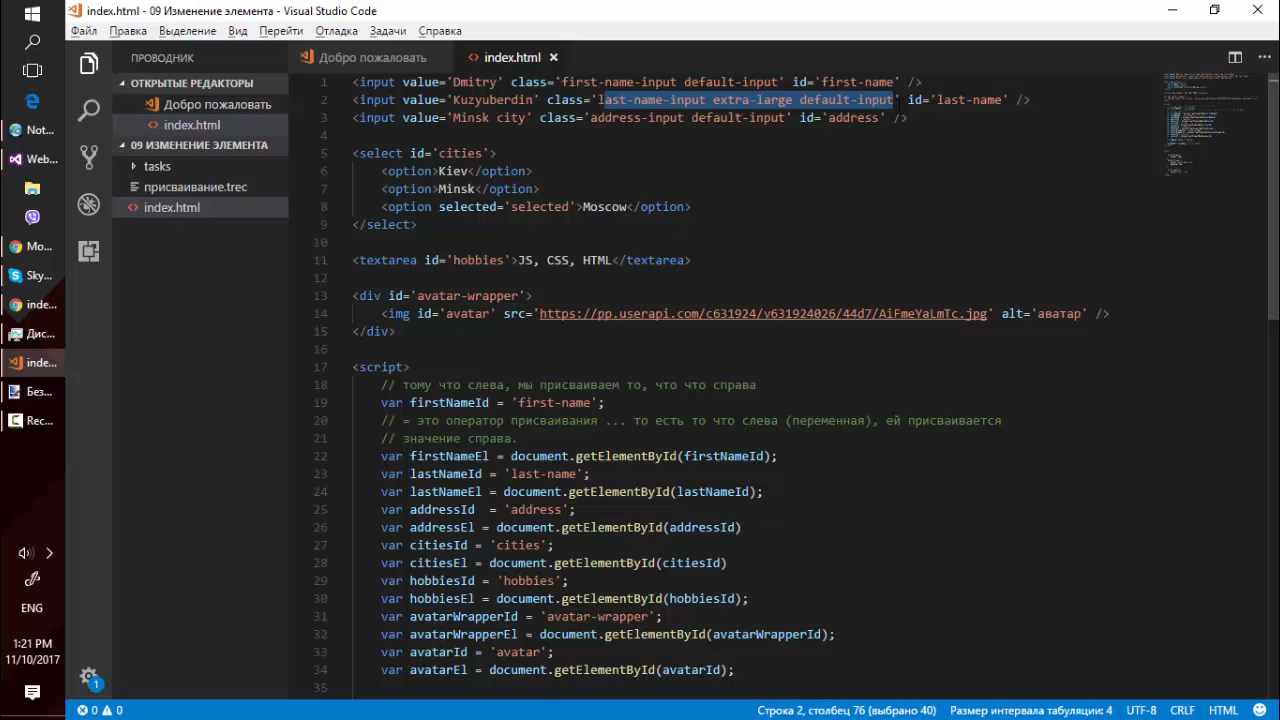 index.html - 09 Изменение элемента - Visual Studio Code
Файл Правка Выделение Вид Перейти Отладка Задачи Справка
ПРОВОДНИК
ОТКРЫТЫЕ РЕДАКТОРЫ
Добро пожаловать
index.html
09 ИЗМЕНЕНИЕ ЭЛЕМЕНТА
tasks
присваивание.trec
index.html
Добро пожаловать index.html
1 <input value='Dmitry' class='first-name-input default-input' id='first-name' />
2 <input value='Kuzyuberdin' class='last-name-input extra-large default-input' id='last-name' />
3 <input value='Minsk city' class='address-input default-input' id='address' />
4
5 <select id='cities'>
6 <option>Kiev</option>
7 <option>Minsk</option>
8 <option selected='selected'>Moscow</option>
9 </select>
10
11 <textarea id='hobbies'>JS, CSS, HTML</textarea>
12
13 <div id='avatar-wrapper'>
14 <img id='avatar' src='https://pp.userapi.com/c631924/v631924026/44d7/AiFmeYaLmTc.jpg' alt='аватар' />
15 </div>
16
17 <script>
18 // тому что слева, мы присваиваем то, что что справа
19 var firstNameId = 'first-name';
20 // = это оператор присваивания ... то есть то что слева (переменная), ей присваивается
21 // значение справа.
22 var firstNameEl = document.getElementById(firstNameId);
23 var lastNameId = 'last-name';
24 var lastNameEl = document.getElementById(lastNameId);
25 var addressId  = 'address';
26 var addressEl = document.getElementById(addressId)
27 var citiesId = 'cities';
28 var citiesEl = document.getElementById(citiesId)
29 var hobbiesId = 'hobbies';
30 var hobbiesEl = document.getElementById(hobbiesId);
31 var avatarWrapperId = 'avatar-wrapper';
32 var avatarWrapperEl = document.getElementById(avatarWrapperId);
33 var avatarId = 'avatar';
34 var avatarEl = document.getElementById(avatarId);
35
Not...
Web...
Mo...
Sky...
inde...
Дис...
inde...
Без...
Rec...
ENG
1:21 PM
11/10/2017
1
0 0 Строка 2, столбец 76 (выбрано 40) Размер интервала табуляции: 4 UTF-8 CRLF HTML